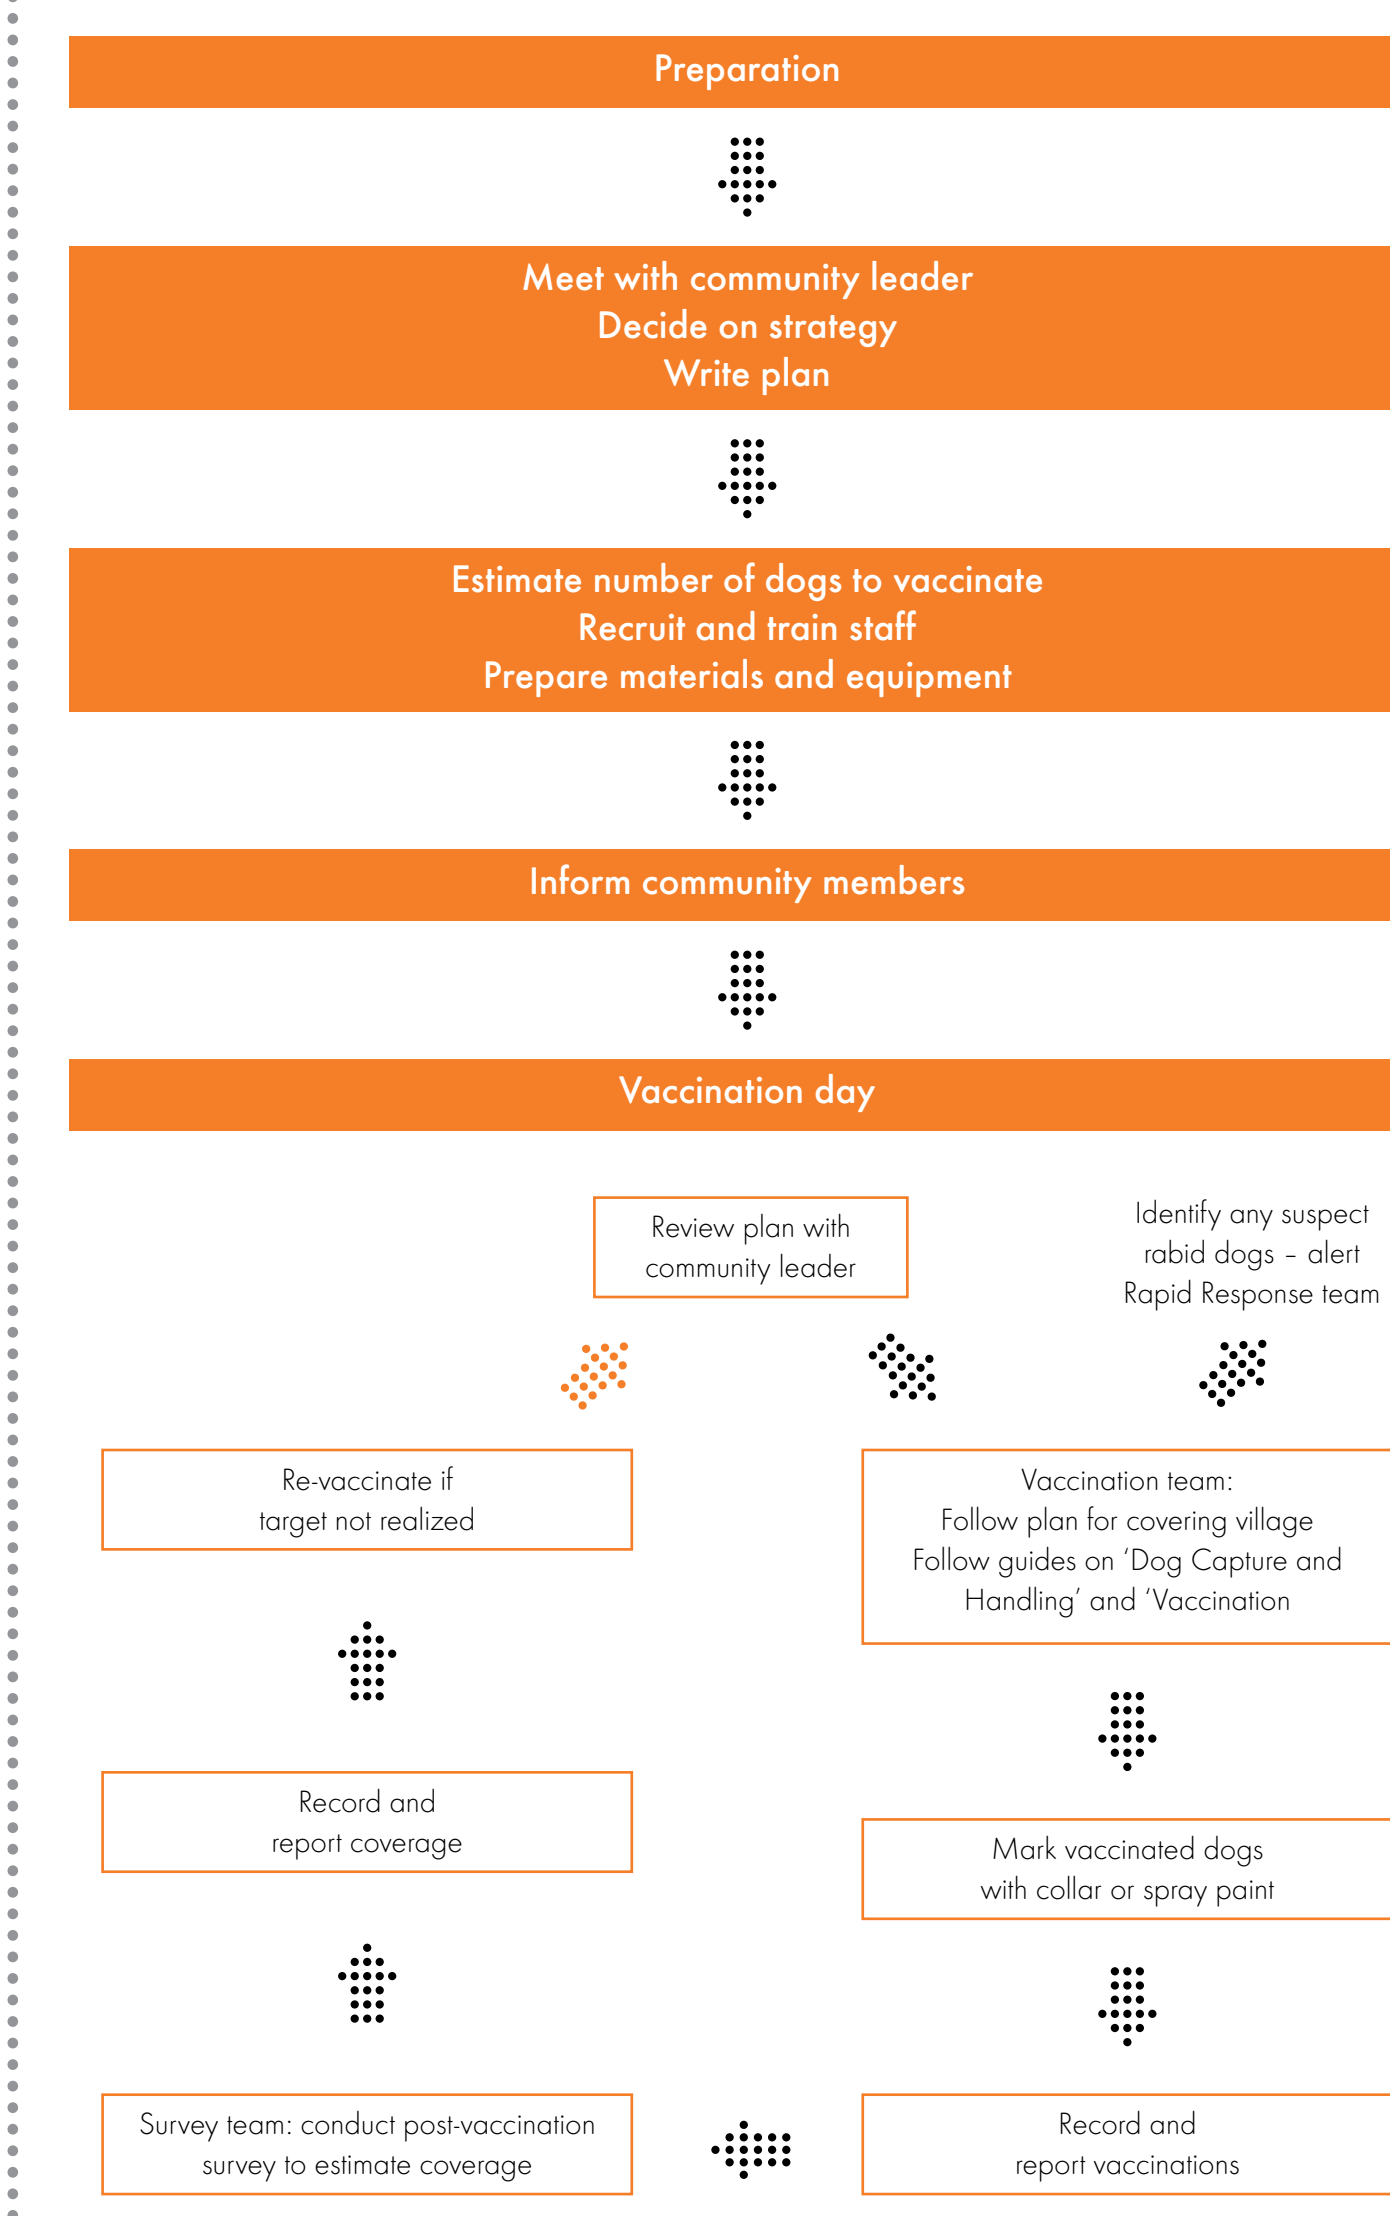 Preparation
Meet with community leader
Decide on strategy
Write plan
Estimate number of dogs to vaccinate
Recruit and train staff
Prepare materials and equipment
Inform community members
Vaccination day
Review plan with
community leader
Identify any suspect
rabid dogs – alert
Rapid Response team
Re-vaccinate if
target not realized
Vaccination team:
Follow plan for covering village
Follow guides on ‘Dog Capture and
Handling’ and ‘Vaccination
Record and
report coverage
Mark vaccinated dogs
with collar or spray paint
Survey team: conduct post-vaccination
survey to estimate coverage
Record and
report vaccinations